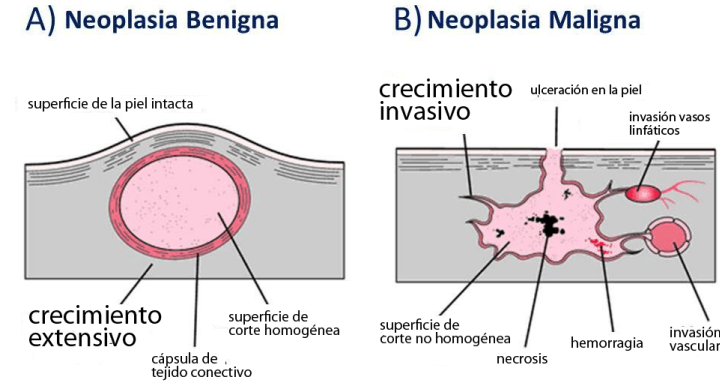 A) Neoplasia Benigna
superficie de la piel intacta
crecimiento
extensivo
cápsula de
tejido conectivo
superficie de
corte homogénea
B) Neoplasia Maligna
crecimiento
invasivo
ulceración en la piel
invasión vasos
linfáticos
superficie de
corte no homogénea
necrosis
hemorragia
invasión
vascular